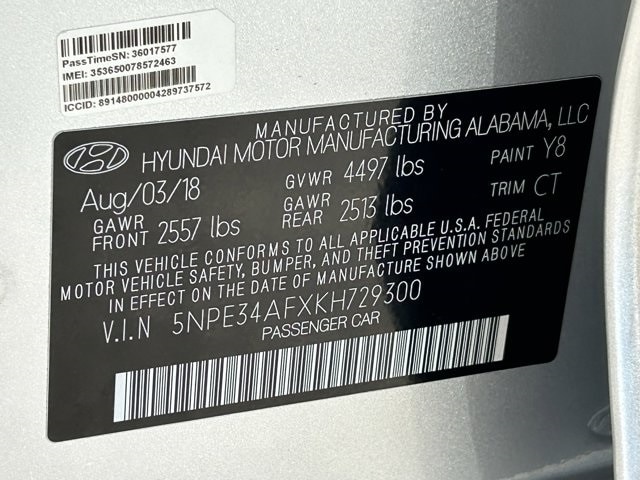 PassTimeSN: 36017577
IMEI: 353650078572463
ICCID: 89148000004289737572
MANUFACTURED BY
HYUNDAI MOTOR MANUFACTURING ALABAMA, LLC
Aug/03/18 GVWR 4497 lbs PAINT Y8
GAWR FRONT 2557 lbs GAWR REAR 2513 lbs TRIM CT
THIS VEHICLE CONFORMS TO ALL APPLICABLE U.S.A. FEDERAL
MOTOR VEHICLE SAFETY, BUMPER, AND THEFT PREVENTION STANDARDS
IN EFFECT ON THE DATE OF MANUFACTURE SHOWN ABOVE
V.I.N 5NPE34AFXKH729300
PASSENGER CAR